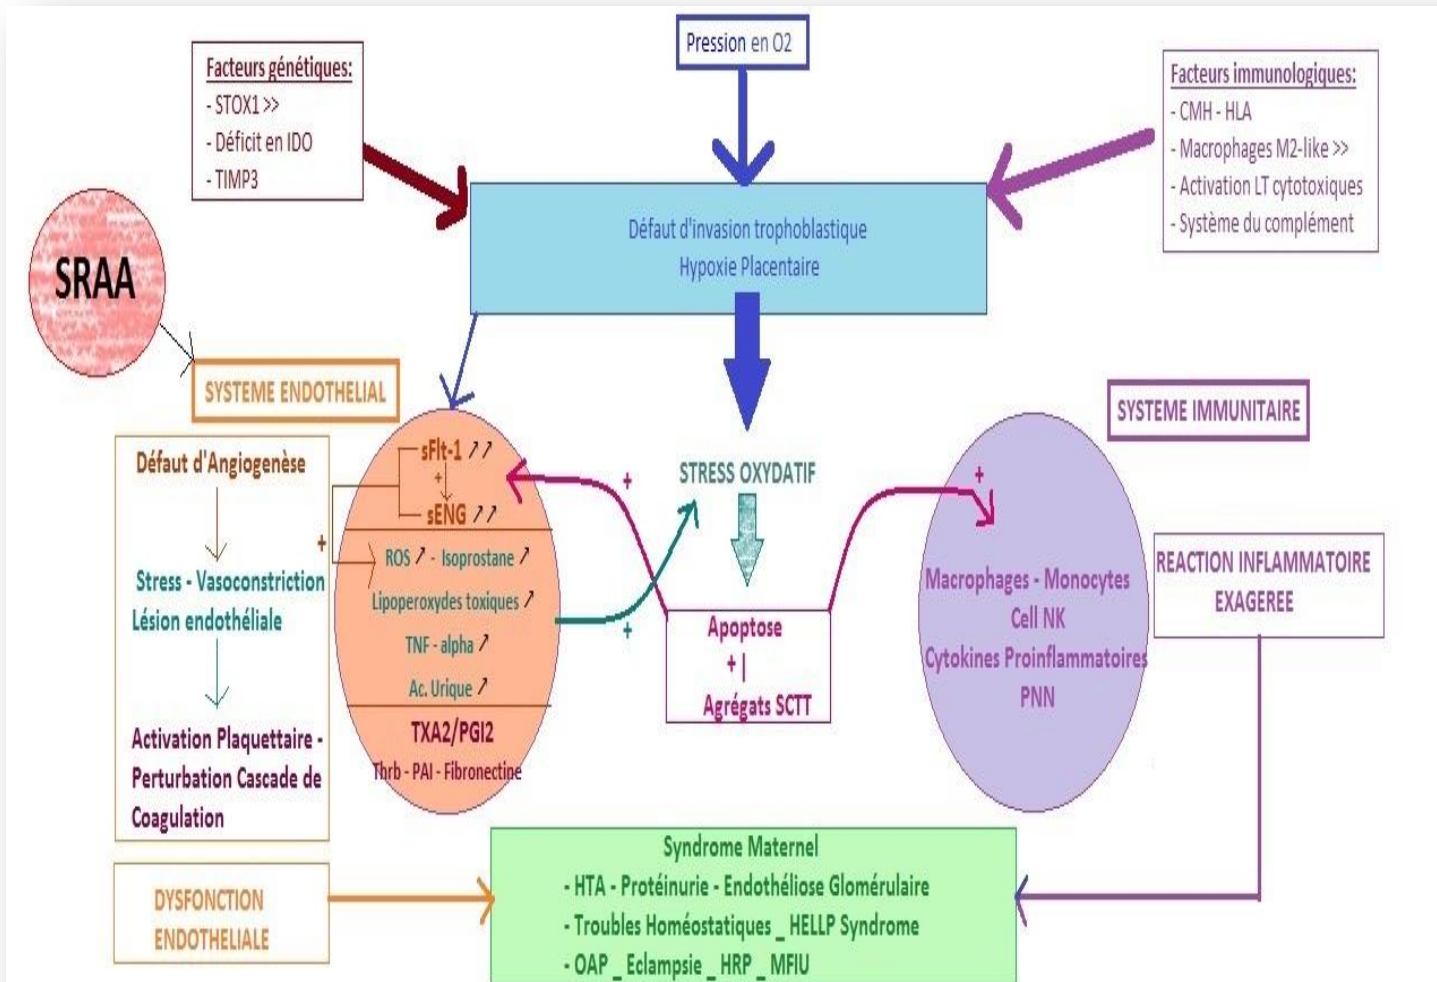 Pression en O2
Facteurs génétiques:
- STOX1 >>
- Déficit en IDO
- TIMP3
Facteurs immunologiques:
- CMH - HLA
- Macrophages M2-like >>
- Activation LT cytotoxiques
- Système du complément
Défaut d'invasion trophoblastique
Hypoxie Placentaire
SRAA
SYSTEME ENDOTHELIAL
SYSTEME IMMUNITAIRE
Défaut d'Angiogenèse
Stress - Vasoconstriction
Lésion endothéliale
Activation Plaquettaire -
Perturbation Cascade de
Coagulation
+
sFlt-1 ↗↗
+
sENG ↗↗
ROS ↗ - Isoprostane ↗
Lipoperoxydes toxiques ↗
TNF - alpha ↗
Ac. Urique ↗
TXA2/PGI2
Thrb - PAI - Fibronectine
STRESS OXYDATIF
+
+
+
Apoptose
+ |
Agrégats SCTT
Macrophages - Monocytes
Cell NK
Cytokines Proinflammatoires
PNN
REACTION INFLAMMATOIRE
EXAGEREE
DYSFONCTION
ENDOTHELIALE
Syndrome Maternel
- HTA - Protéinurie - Endothéliose Glomérulaire
- Troubles Homéostatiques _ HELLP Syndrome
- OAP _ Eclampsie _ HRP _ MFIU